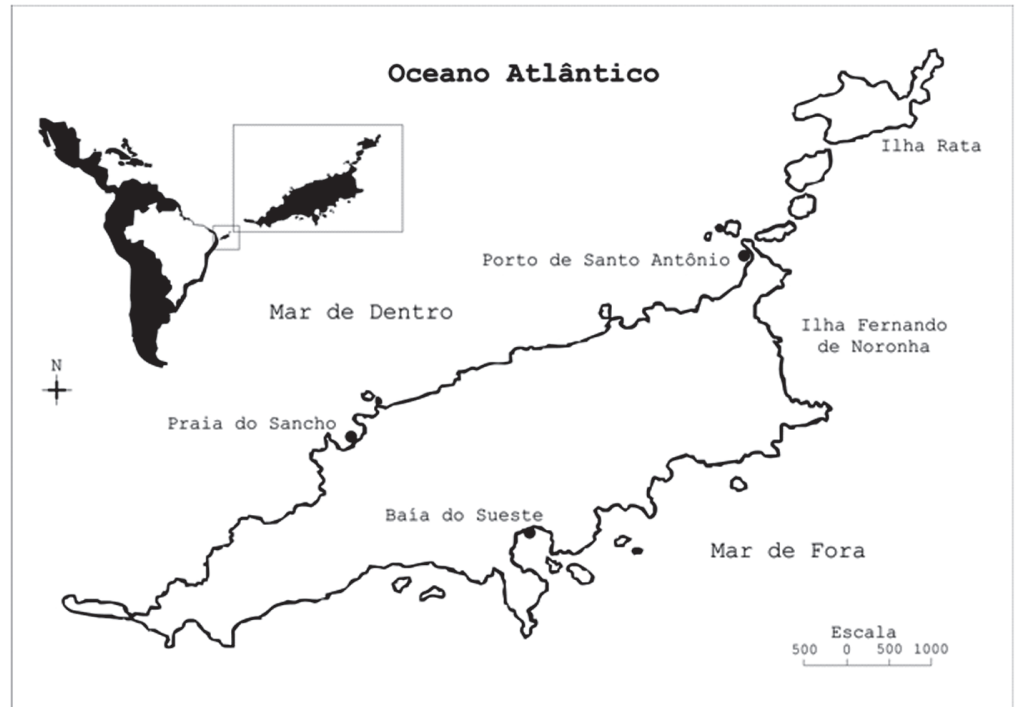 Oceano Atlântico
Ilha Rata
Porto de Santo Antônio
Mar de Dentro
Ilha Fernando
de Noronha
N
Praia do Sancho
Baía do Sueste
Mar de Fora
Escala
500 0 500 1000